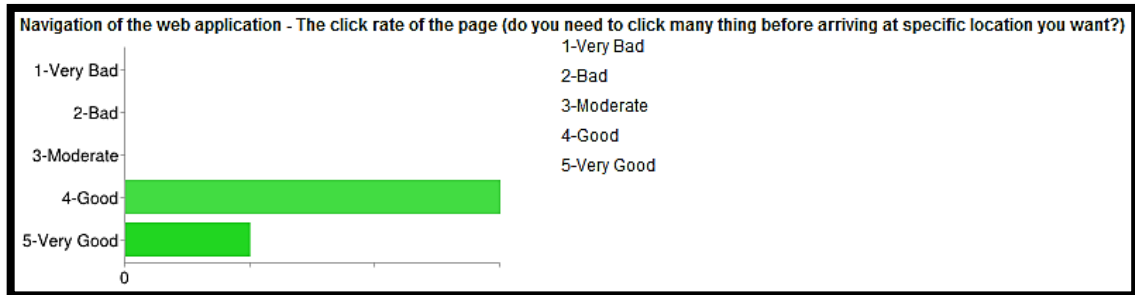 Navigation of the web application - The click rate of the page (do you need to click many thing before arriving at specific location you want?)
1-Very Bad
2-Bad
3-Moderate
4-Good
5-Very Good
0
1-Very Bad
2-Bad
3-Moderate
4-Good
5-Very Good